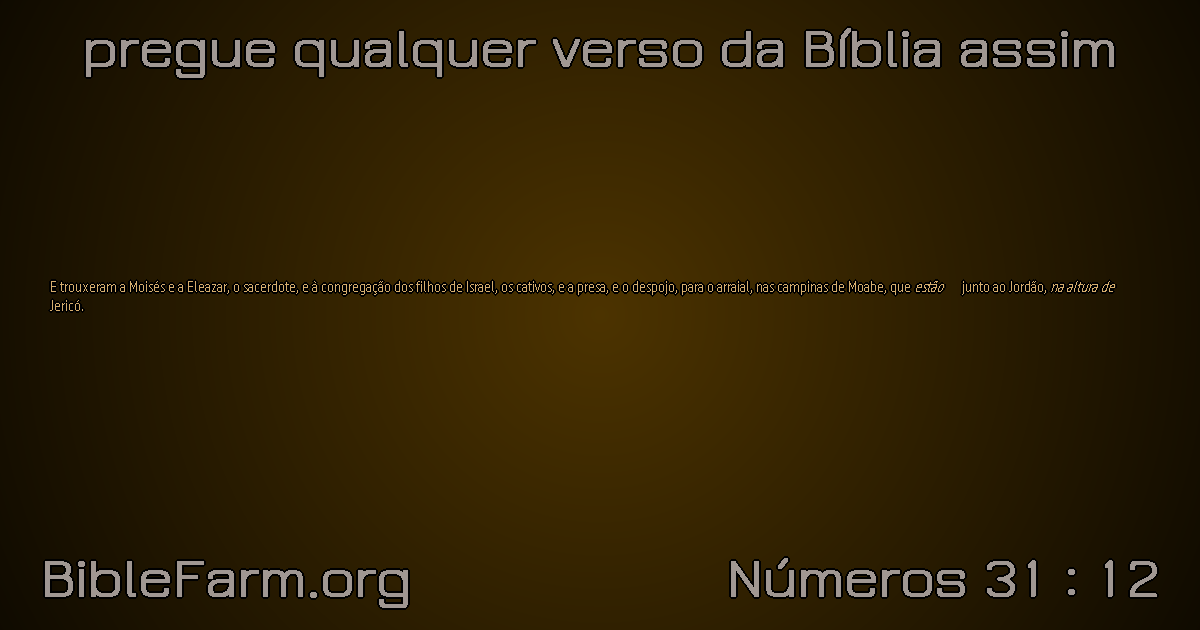 pregue qualquer verso da Bíblia assim
E trouxeram a Moisés e a Eleazar, o sacerdote, e à congregação dos filhos de Israel, os cativos, e a presa, e o despojo, para o arraial, nas campinas de Moabe, que estão junto ao Jordão, na altura de
Jericó.
BibleFarm.org
Números 31 : 12